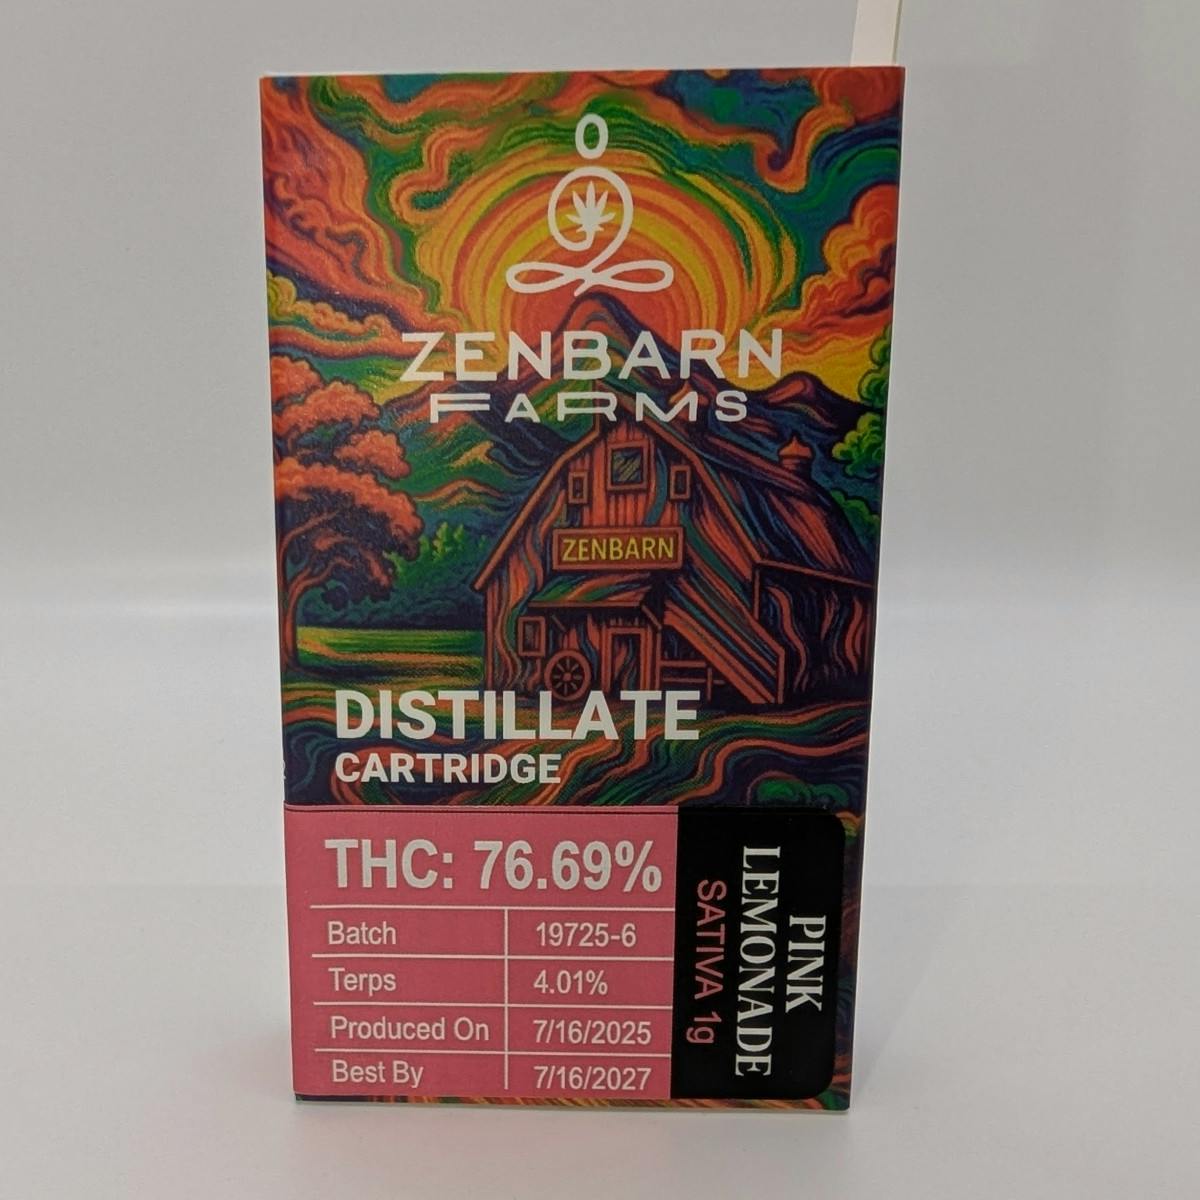 ZENBARN
FARMS
ZENBARN
DISTILLATE
CARTRIDGE
THC: 76.69%
Batch 19725-6
Terps 4.01%
Produced On 7/16/2025
Best By 7/16/2027
PINK
LEMONADE
SATIVA 1g